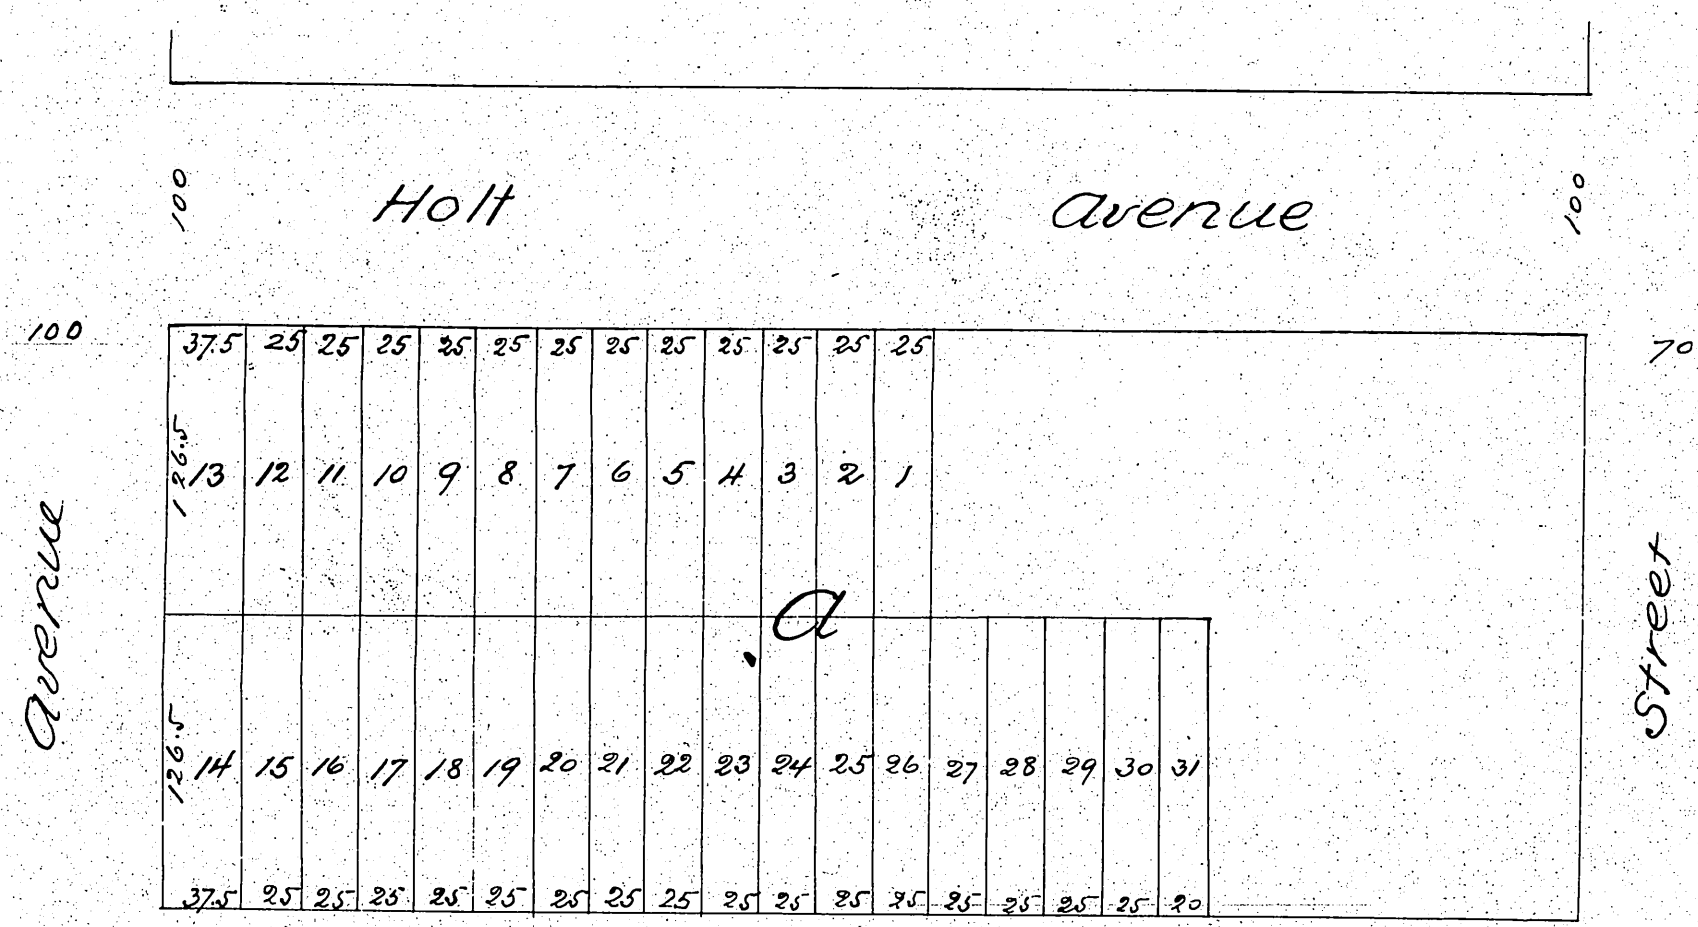 100 Holt Avenue 100
100 37.5 25 25 25 25 25 25 25 25 25 25 25 25 70
126.5 13 12 11 10 9 8 7 6 5 4 3 2 1
Avenue
Street
A
126.5 14 15 16 17 18 19 20 21 22 23 24 25 26 27 28 29 30 31
37.5 25 25 25 25 25 25 25 25 25 25 25 25 25 25 25 25 20